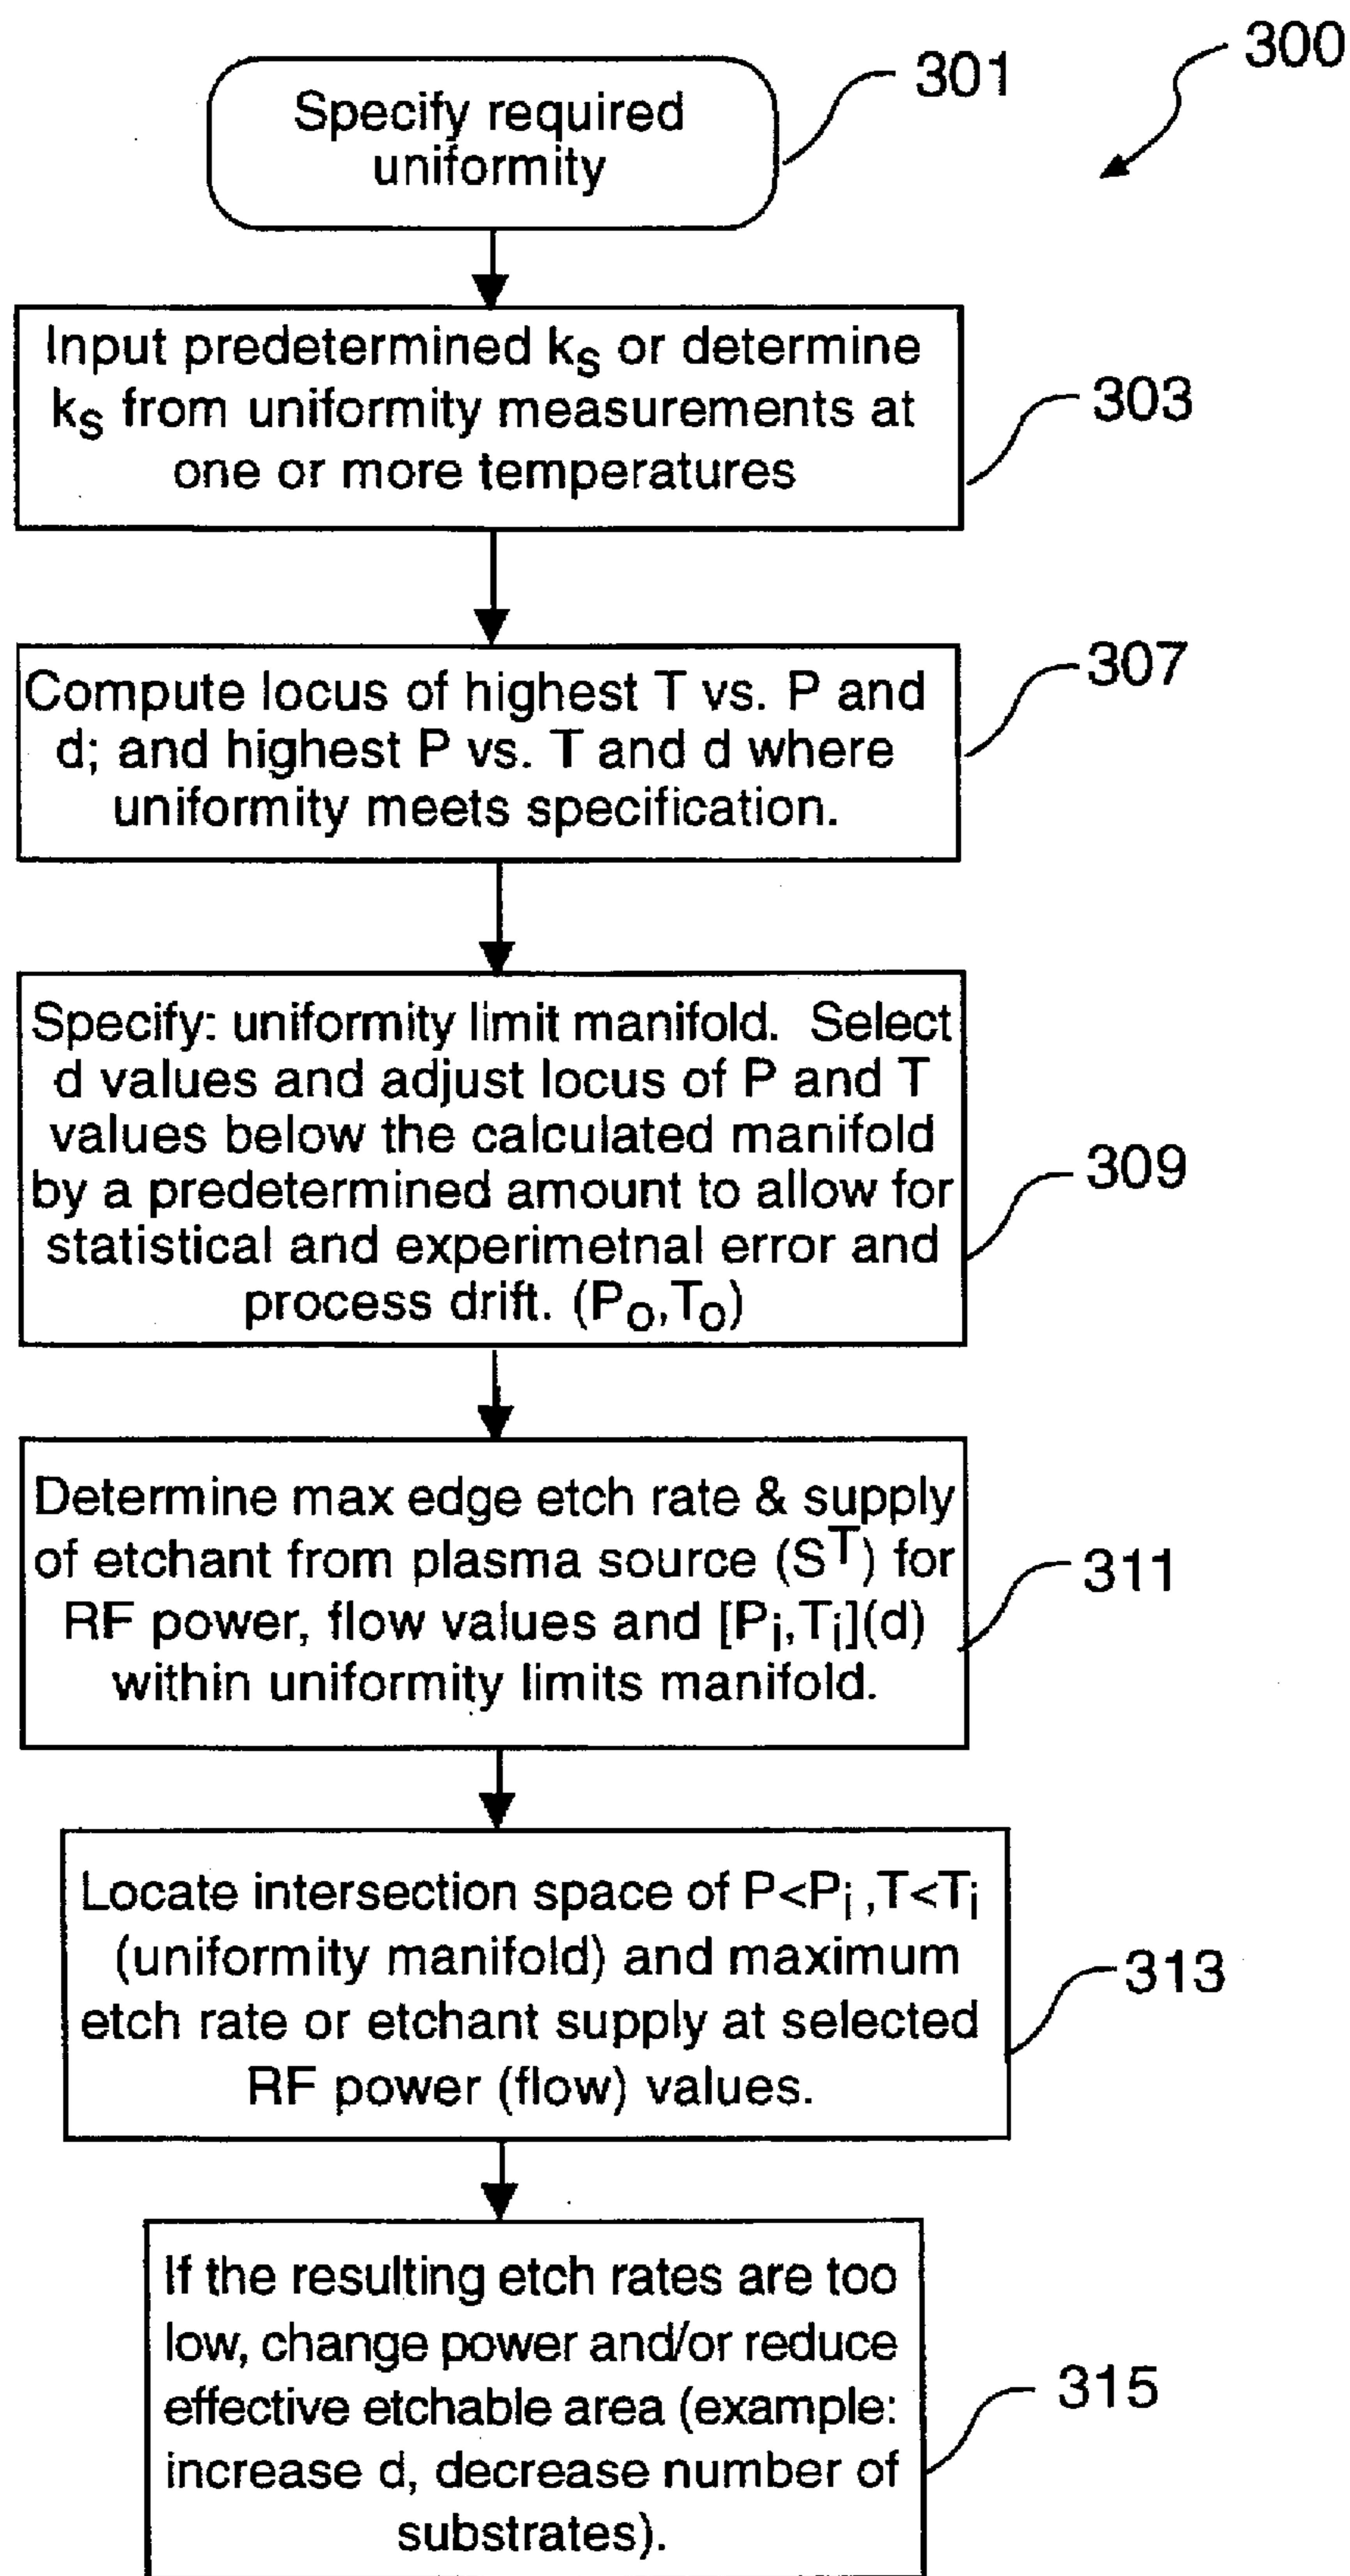 300
301
Specify required
uniformity
Input predetermined kS or determine
kS from uniformity measurements at
one or more temperatures
303
Compute locus of highest T vs. P and
d; and highest P vs. T and d where
uniformity meets specification.
307
Specify: uniformity limit manifold. Select
d values and adjust locus of P and T
values below the calculated manifold
by a predetermined amount to allow for
statistical and experimetnal error and
process drift. (Po,To)
309
Determine max edge etch rate & supply
of etchant from plasma source (S^T) for
RF power, flow values and [Pi,Ti](d)
within uniformity limits manifold.
311
Locate intersection space of P<Pi ,T<Ti
(uniformity manifold) and maximum
etch rate or etchant supply at selected
RF power (flow) values.
313
If the resulting etch rates are too
low, change power and/or reduce
effective etchable area (example:
increase d, decrease number of
substrates).
315